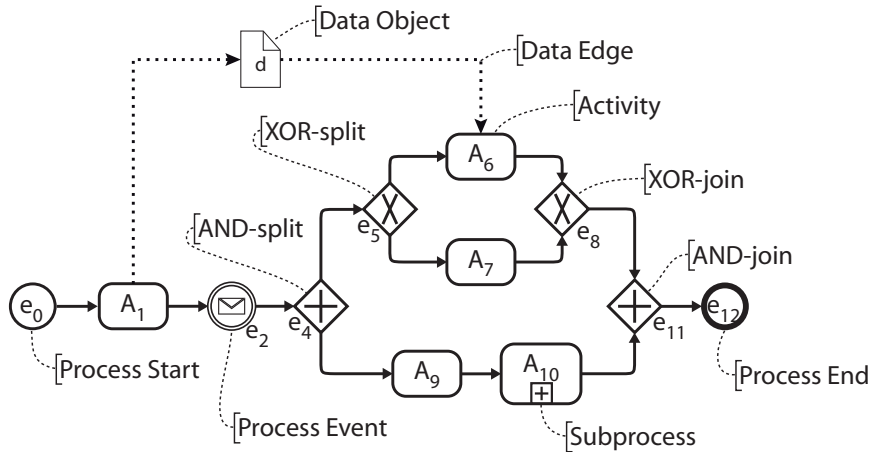 [Data Object
d
[Data Edge
[Activity
[XOR-split
A6
[XOR-join
e5
e8
[AND-split
A7
[AND-join
e0
A1
e2
e4
e11
e12
[Process Start
A9
A10
[Process End
[Process Event
[Subprocess